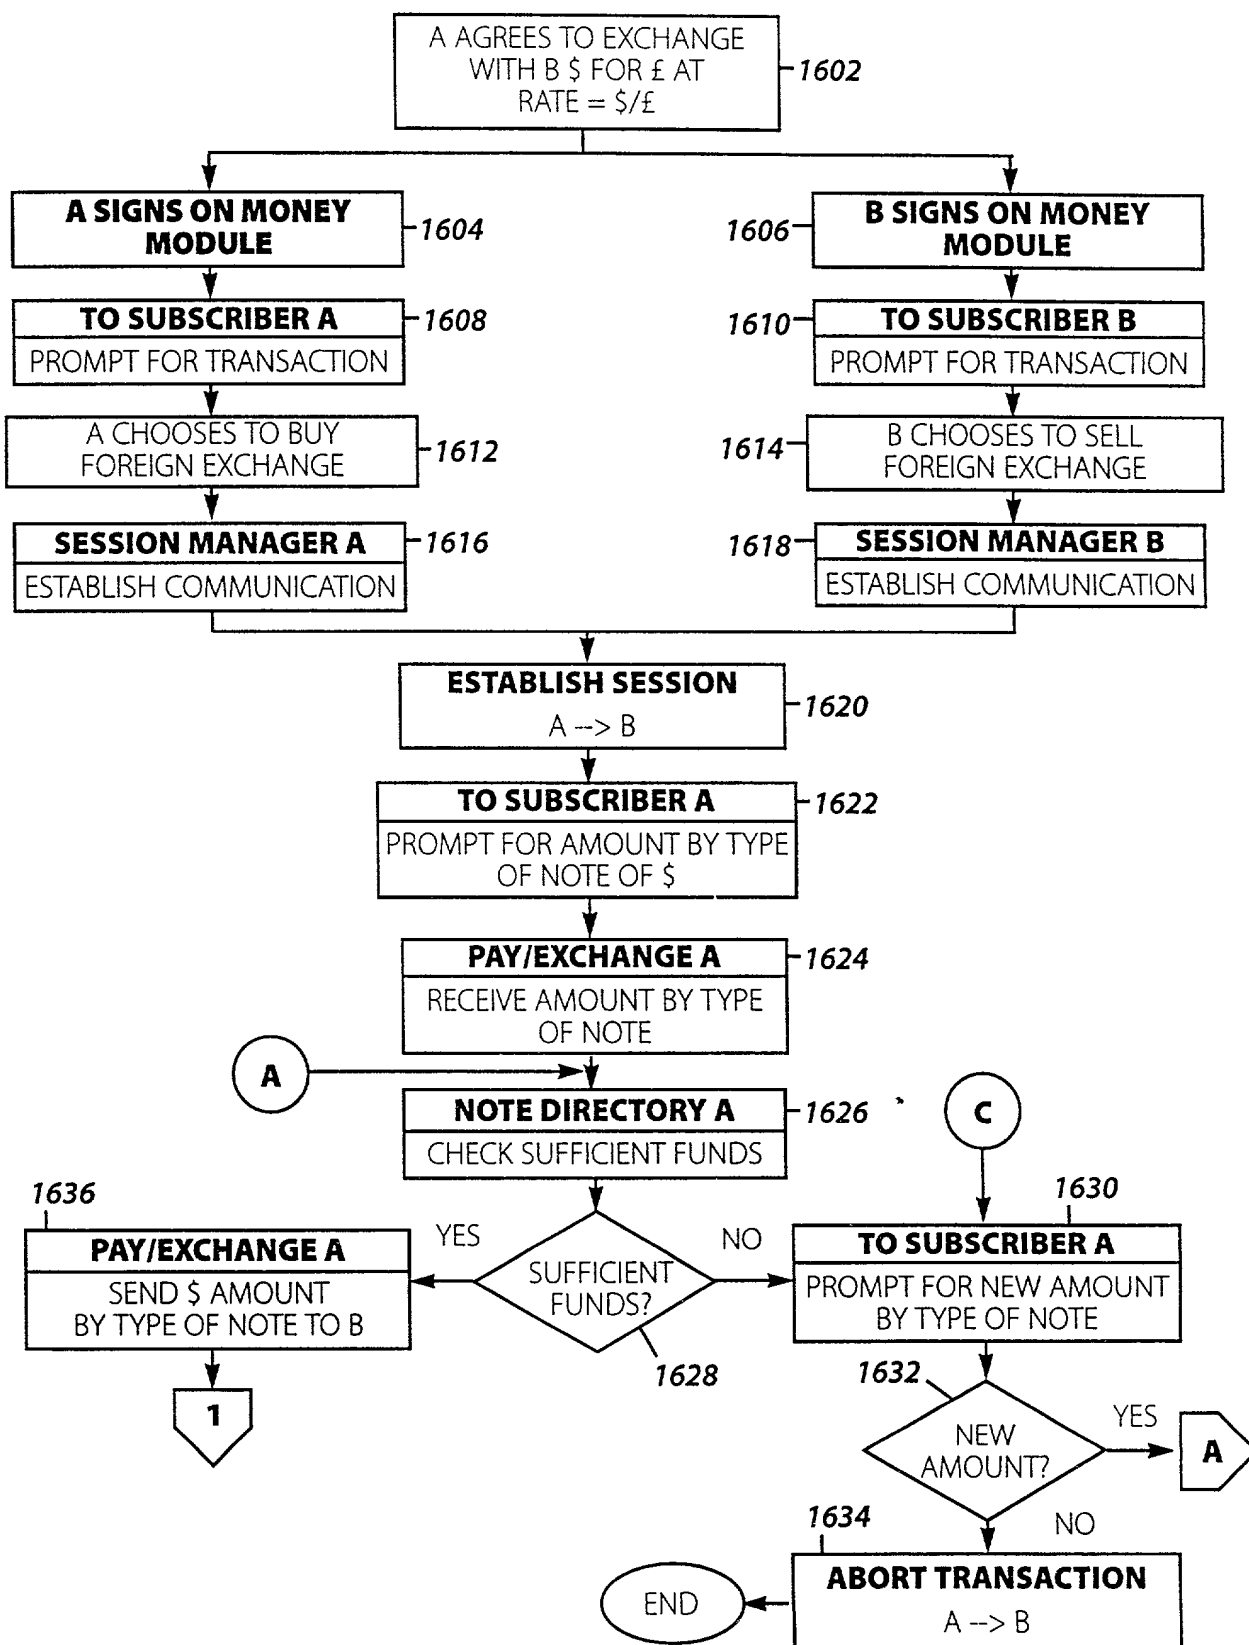 A AGREES TO EXCHANGE
WITH B $ FOR £ AT
RATE = $/£
1602
A SIGNS ON MONEY
MODULE
1604
1606
B SIGNS ON MONEY
MODULE
TO SUBSCRIBER A
1608
PROMPT FOR TRANSACTION
1610
TO SUBSCRIBER B
PROMPT FOR TRANSACTION
A CHOOSES TO BUY
FOREIGN EXCHANGE
1612
1614
B CHOOSES TO SELL
FOREIGN EXCHANGE
SESSION MANAGER A
1616
ESTABLISH COMMUNICATION
1618
SESSION MANAGER B
ESTABLISH COMMUNICATION
ESTABLISH SESSION
A --> B
1620
TO SUBSCRIBER A
1622
PROMPT FOR AMOUNT BY TYPE
OF NOTE OF $
PAY/EXCHANGE A
1624
RECEIVE AMOUNT BY TYPE
OF NOTE
A
NOTE DIRECTORY A
1626
CHECK SUFFICIENT FUNDS
C
1636
PAY/EXCHANGE A
SEND $ AMOUNT
BY TYPE OF NOTE TO B
YES
SUFFICIENT
FUNDS?
NO
1628
1630
TO SUBSCRIBER A
PROMPT FOR NEW AMOUNT
BY TYPE OF NOTE
1
1632
NEW
AMOUNT?
YES
A
NO
1634
ABORT TRANSACTION
A --> B
END